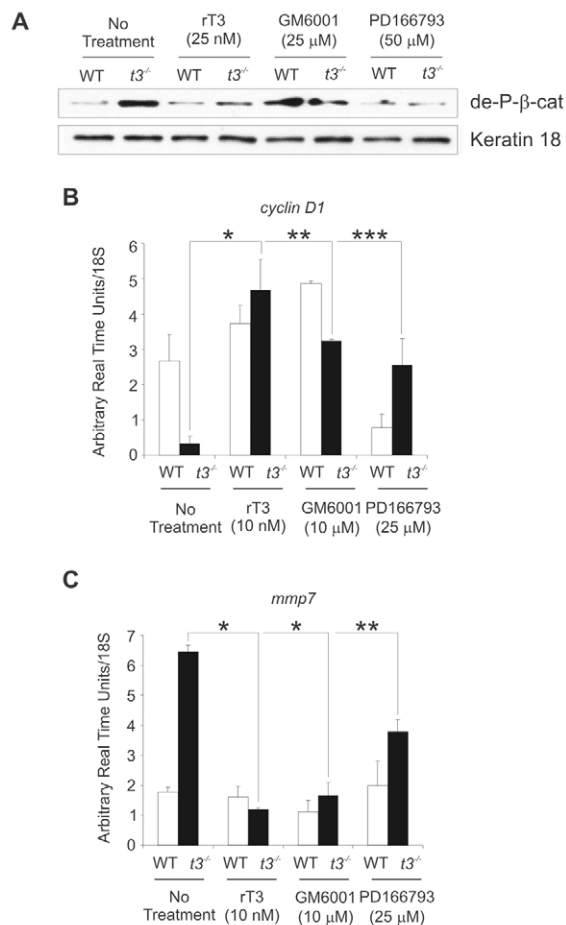 A
No Treatment
rT3 (25 nM)
GM6001 (25 µM)
PD166793 (50 µM)
WT t3-/- WT t3-/- WT t3-/- WT t3-/-
de-P-β-cat
Keratin 18
B
cyclin D1
* ** ***
Arbitrary Real Time Units/18S
6
5
4
3
2
1
0
WT t3-/- WT t3-/- WT t3-/- WT t3-/-
No Treatment
rT3 (10 nM)
GM6001 (10 µM)
PD166793 (25 µM)
C
mmp7
* * **
Arbitrary Real Time Units/18S
7
6
5
4
3
2
1
0
WT t3-/- WT t3-/- WT t3-/- WT t3-/-
No Treatment
rT3 (10 nM)
GM6001 (10 µM)
PD166793 (25 µM)